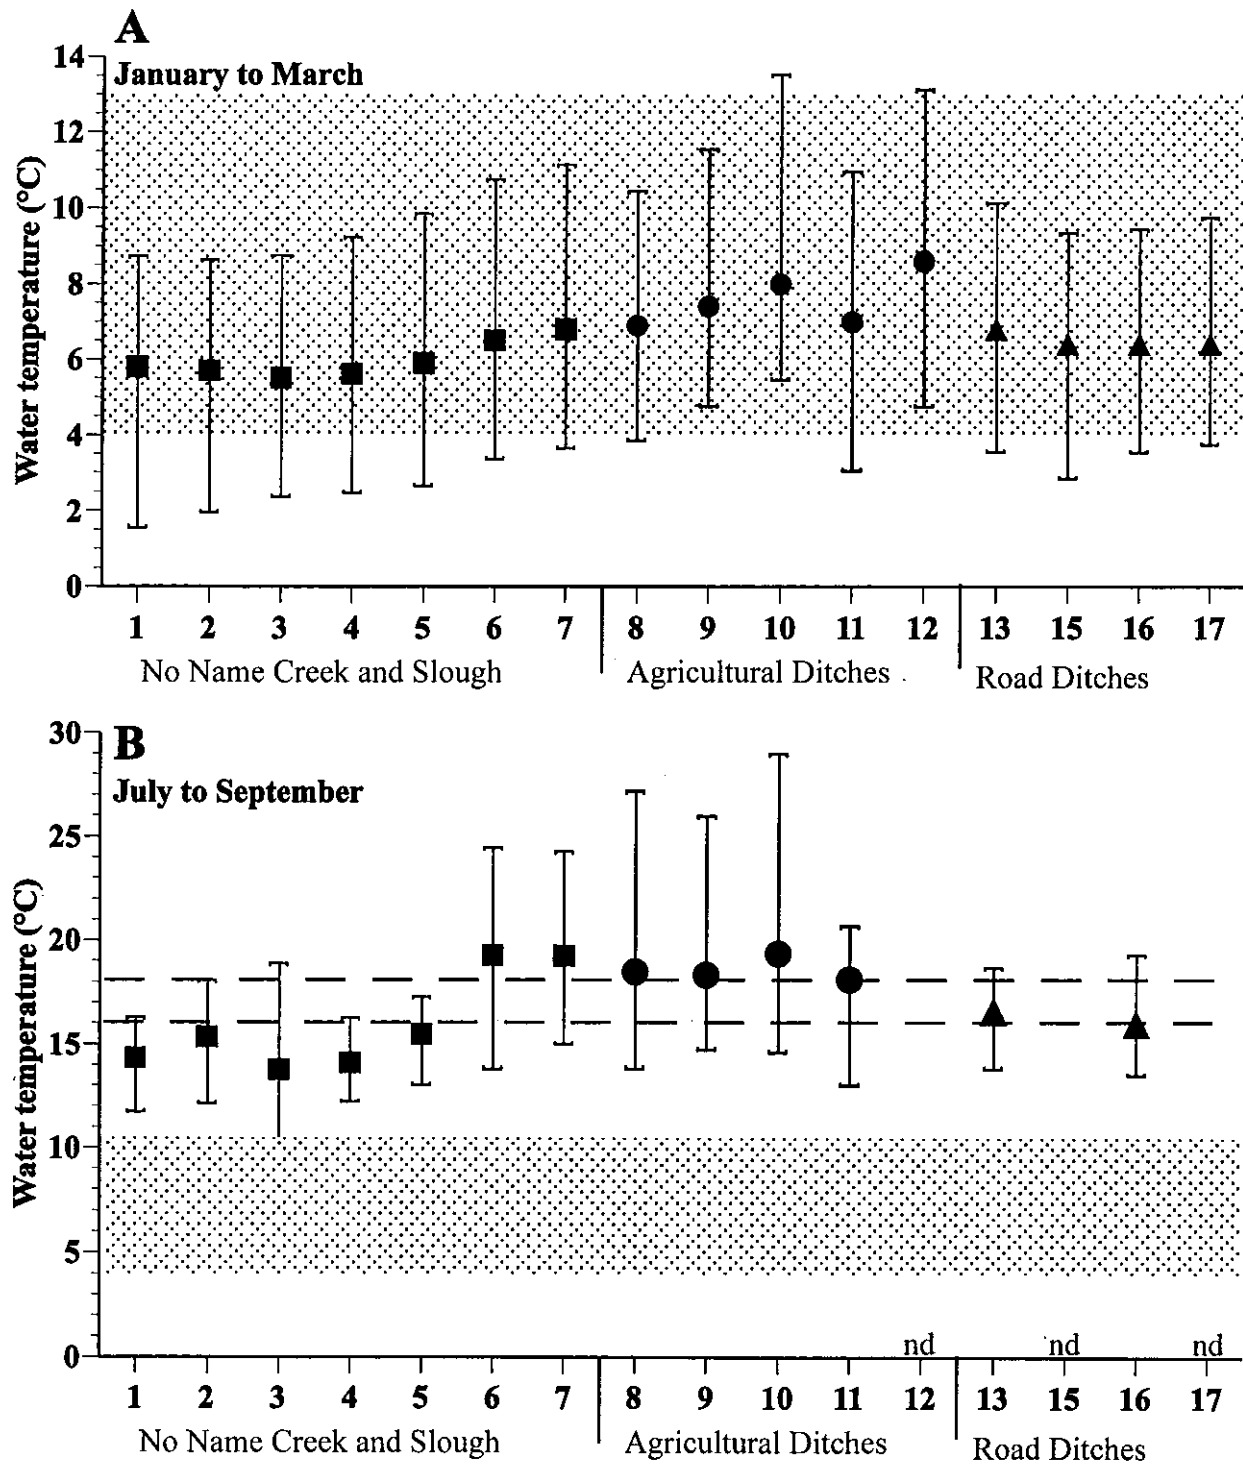 A
January to March
14
12
10
8
6
4
2
0
Water temperature (°C)
1 2 3 4 5 6 7 8 9 10 11 12 13 15 16 17
No Name Creek and Slough Agricultural Ditches Road Ditches
B
July to September
30
25
20
15
10
5
0
Water temperature (°C)
nd nd nd
1 2 3 4 5 6 7 8 9 10 11 12 13 15 16 17
No Name Creek and Slough Agricultural Ditches Road Ditches